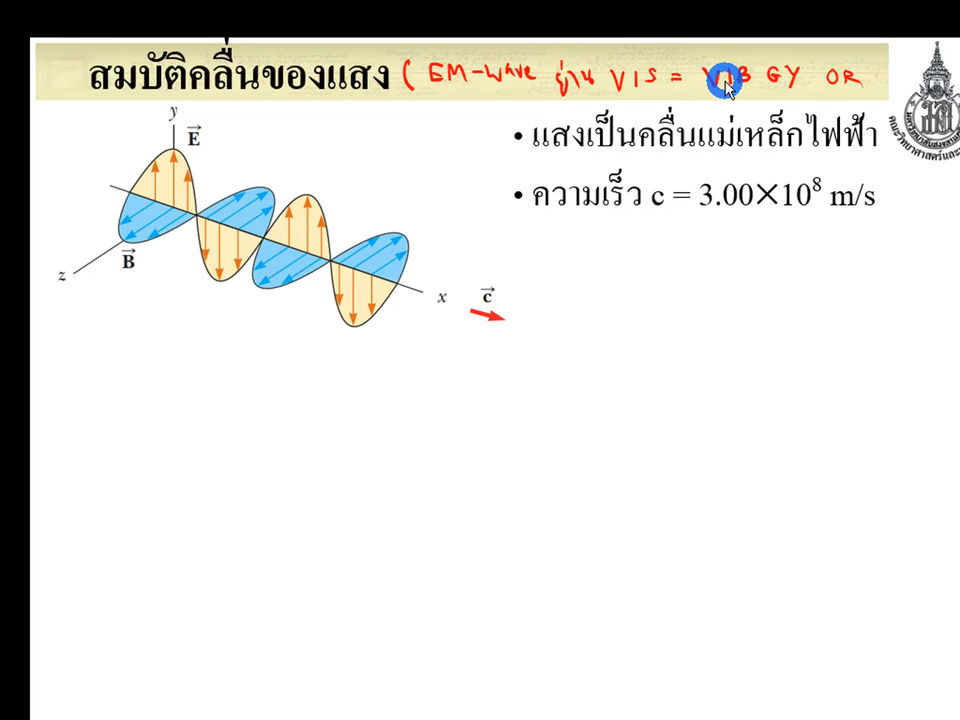 สมบัติคลื่นของแสง ( EM-wave ย่าน VIS = VIB GY OR
y
E
• แสงเป็นคลื่นแม่เหล็กไฟฟ้า
• ความเร็ว c = 3.00×10⁸ m/s
B
z
x
c